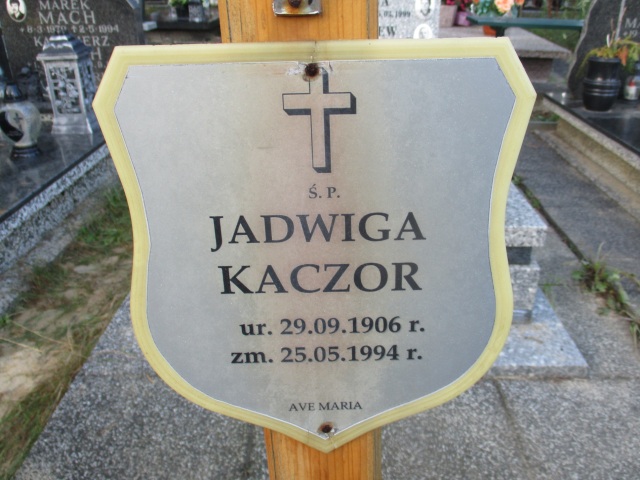 MAREK
MACH
Ś. P.
JADWIGA
KACZOR
ur. 29.09.1906 r.
zm. 25.05.1994 r.
AVE MARIA